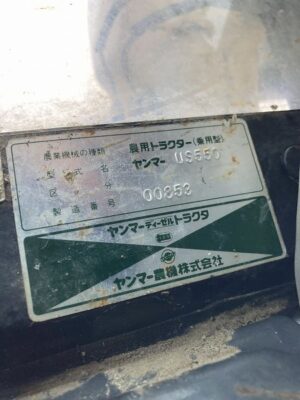 農業機械の種類 農用トラクター(乗用型)
型式名 ヤンマー US550
区分
製造番号 00853
ヤンマーディーゼルトラクタ
ヤンマー農機株式会社